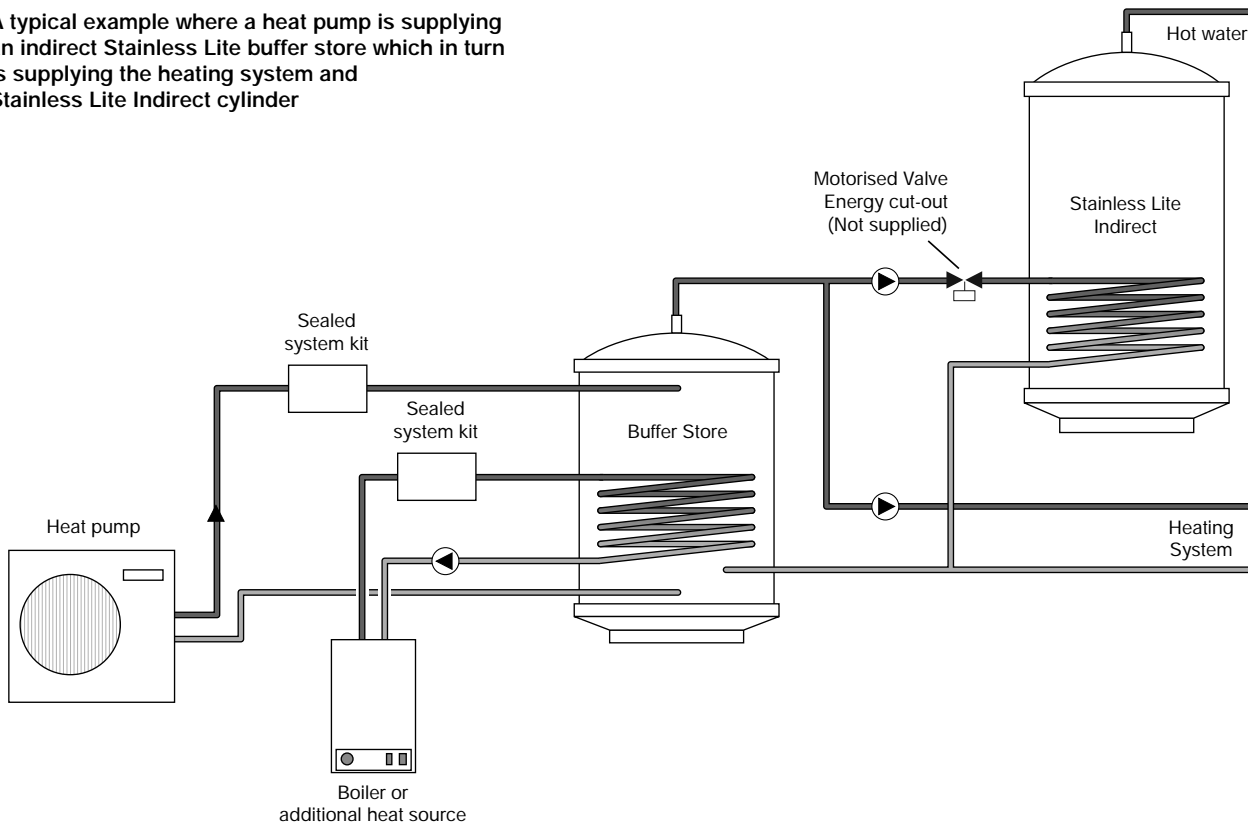 A typical example where a heat pump is supplying
an indirect Stainless Lite buffer store which in turn
is supplying the heating system and
Stainless Lite Indirect cylinder
Hot water
Motorised Valve
Energy cut-out
(Not supplied)
Stainless Lite
Indirect
Sealed
system kit
Sealed
system kit
Buffer Store
Heat pump
Heating
System
Boiler or
additional heat source